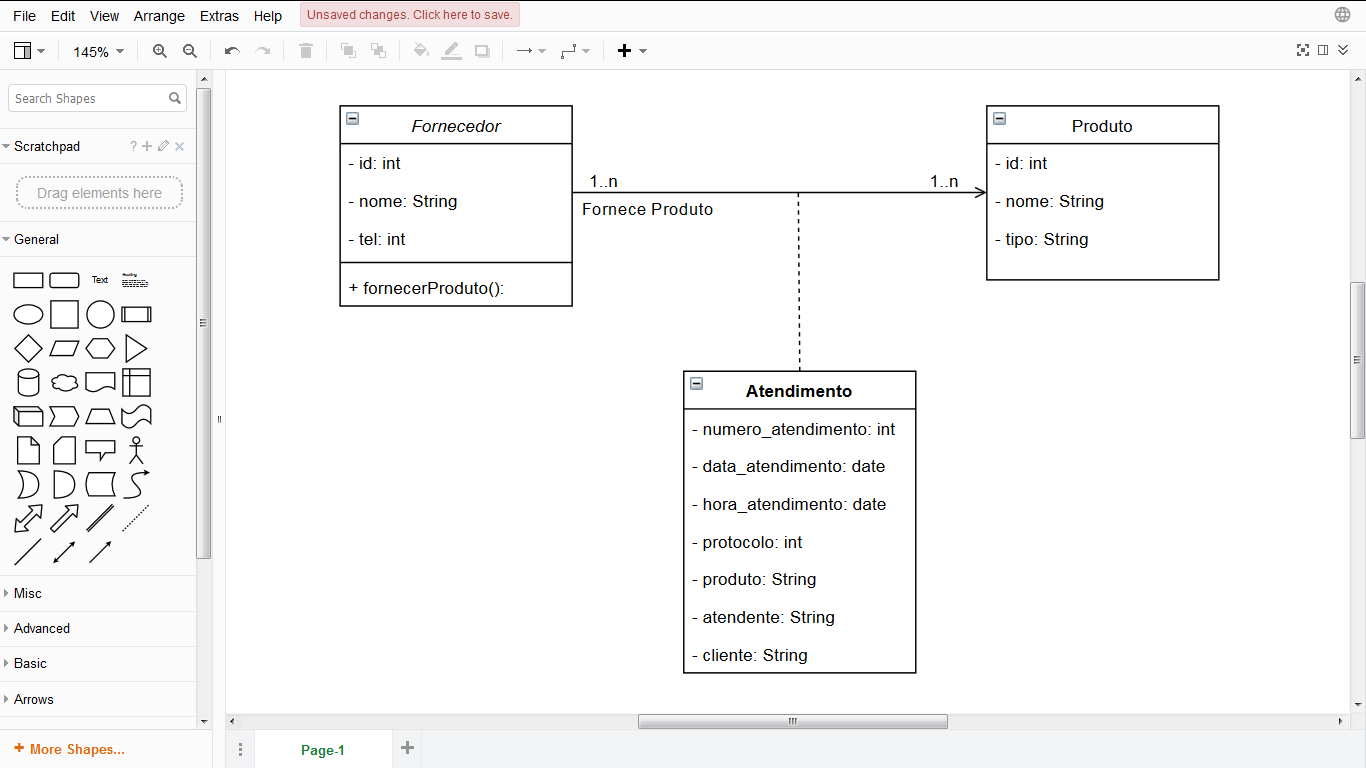 File Edit View Arrange Extras Help Unsaved changes. Click here to save.
145%
Search Shapes
Scratchpad ?
Drag elements here
General
Text
Heading
Misc
Advanced
Basic
Arrows
+ More Shapes...
Fornecedor
- id: int
- nome: String
- tel: int
+ fornecerProduto():
1..n
1..n
Fornece Produto
Produto
- id: int
- nome: String
- tipo: String
Atendimento
- numero_atendimento: int
- data_atendimento: date
- hora_atendimento: date
- protocolo: int
- produto: String
- atendente: String
- cliente: String
Page-1